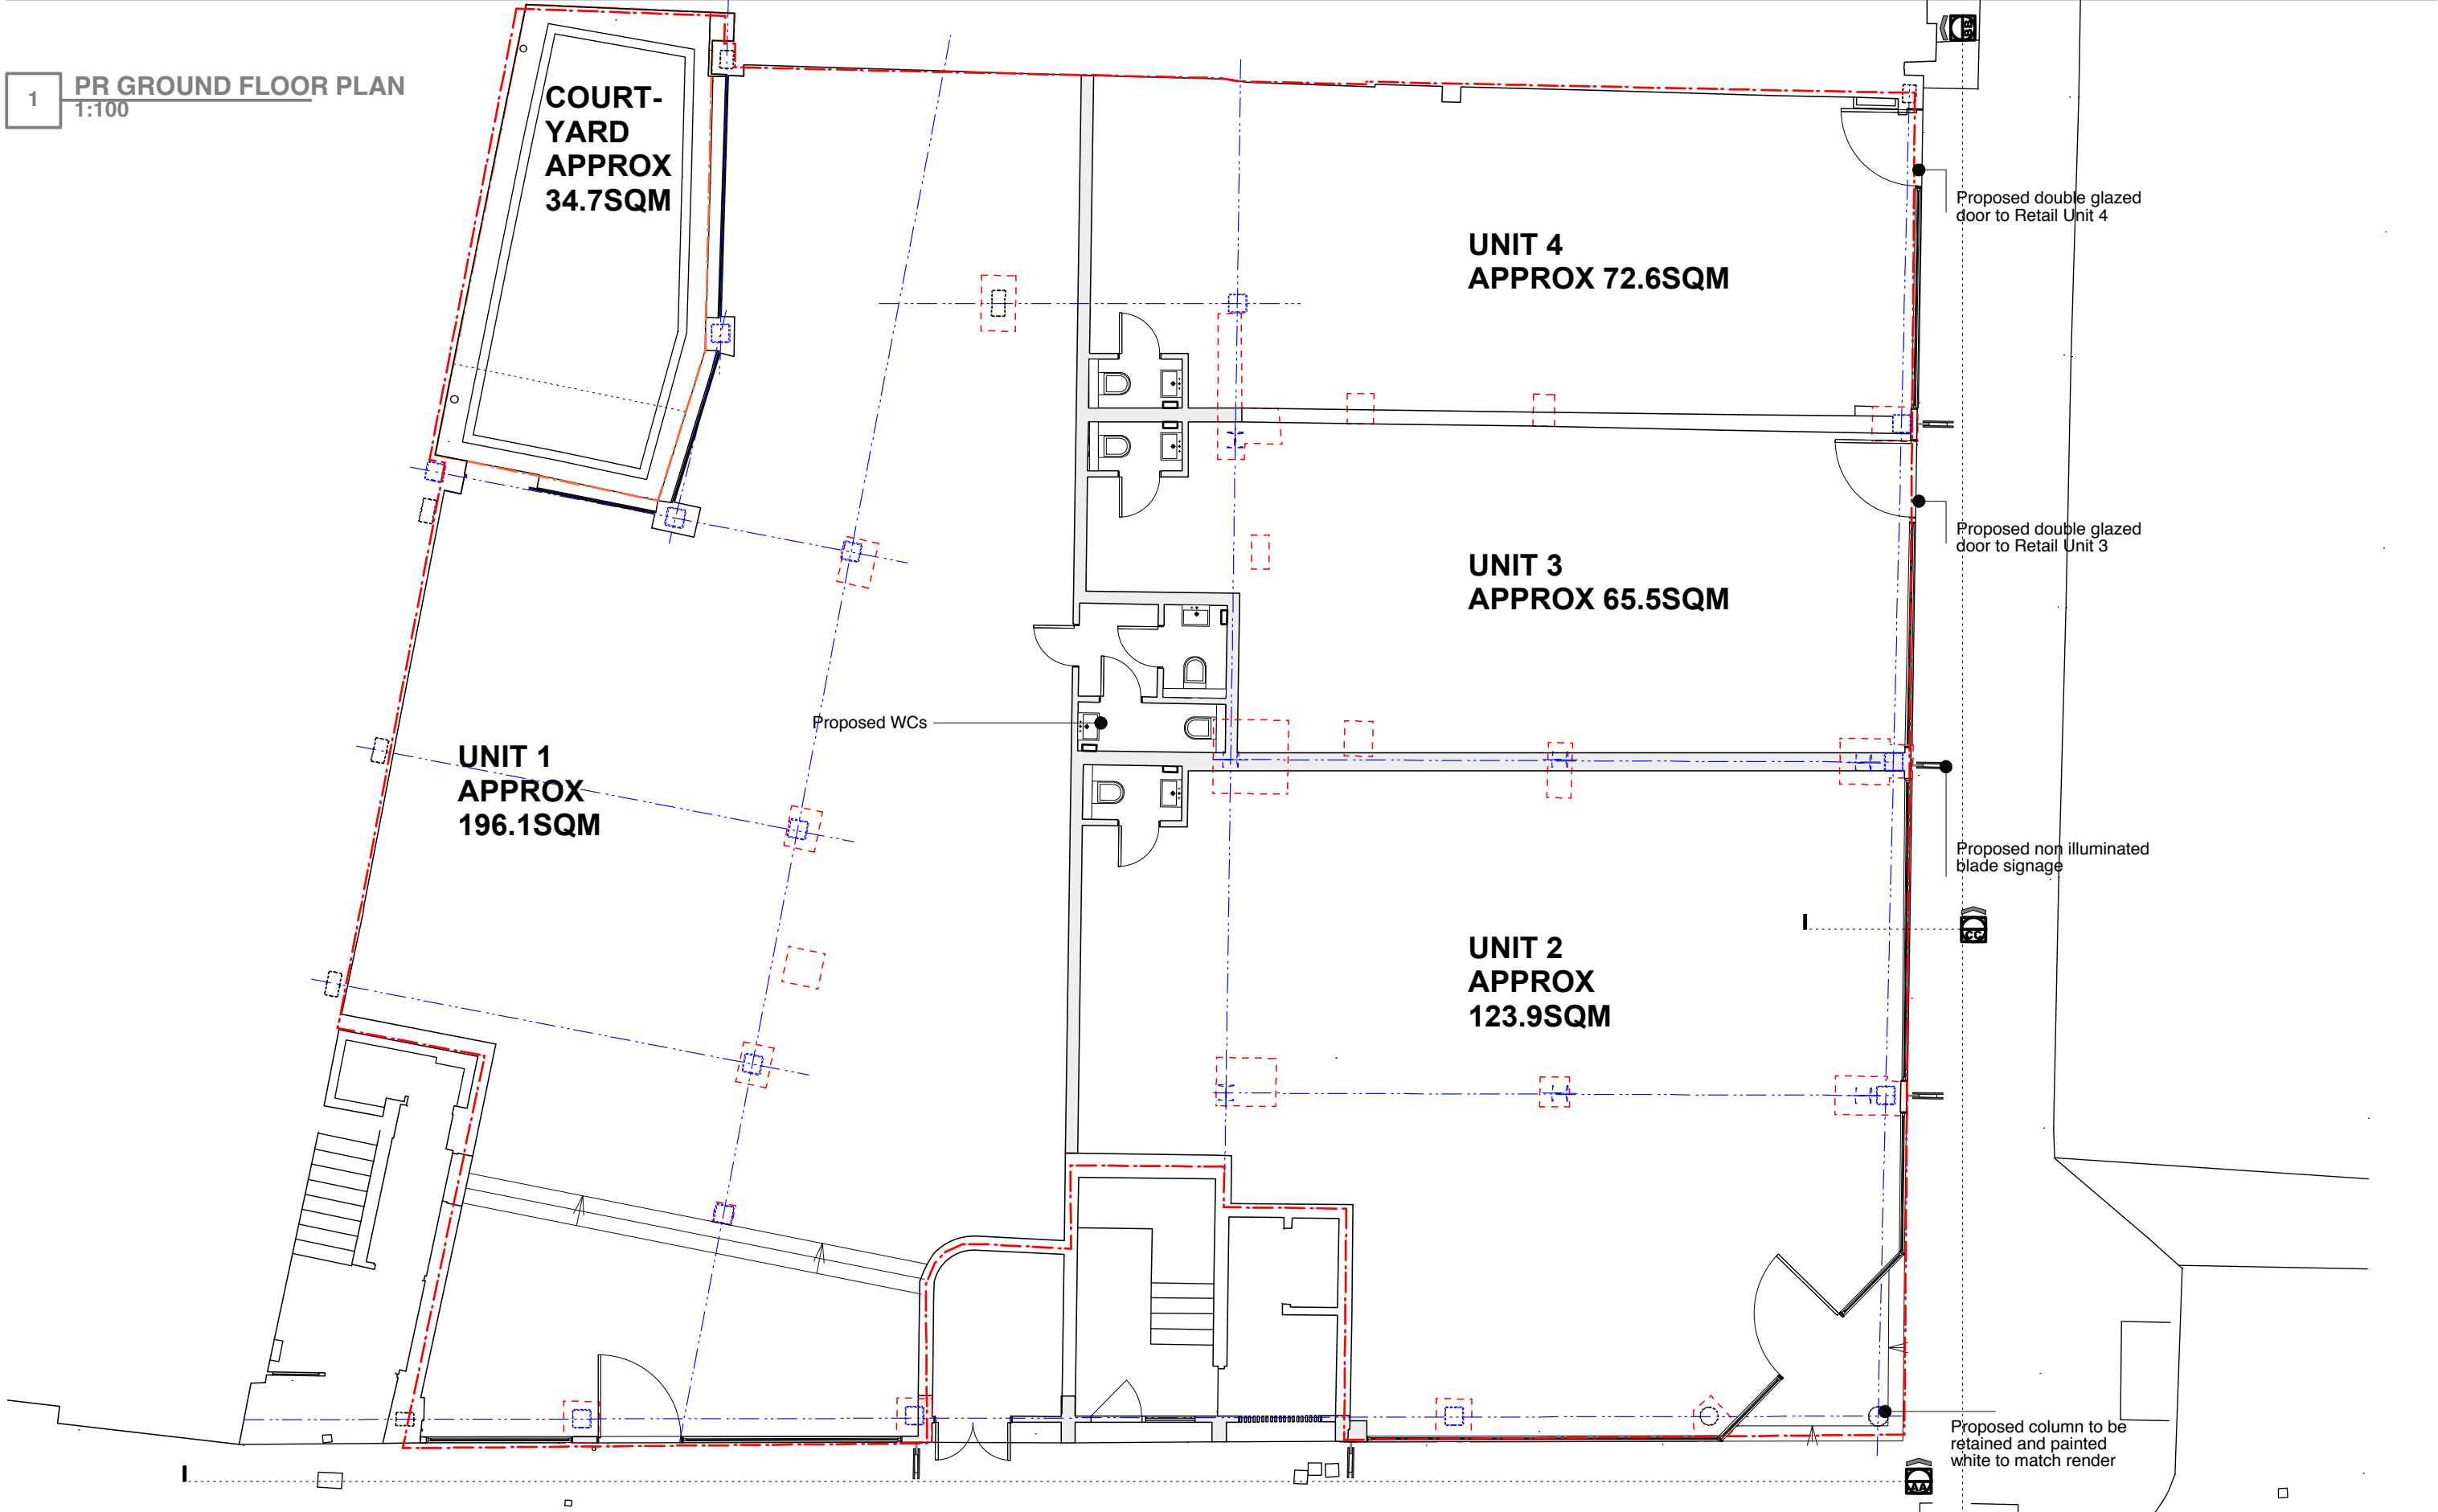 1
PR GROUND FLOOR PLAN
1:100
COURT-
YARD
APPROX
34.7SQM
BB
UNIT 4
APPROX 72.6SQM
Proposed double glazed
door to Retail Unit 4
UNIT 3
APPROX 65.5SQM
Proposed double glazed
door to Retail Unit 3
Proposed WCs
UNIT 1
APPROX
196.1SQM
Proposed non illuminated
blade signage
CC
UNIT 2
APPROX
123.9SQM
Proposed column to be
retained and painted
white to match render
AA